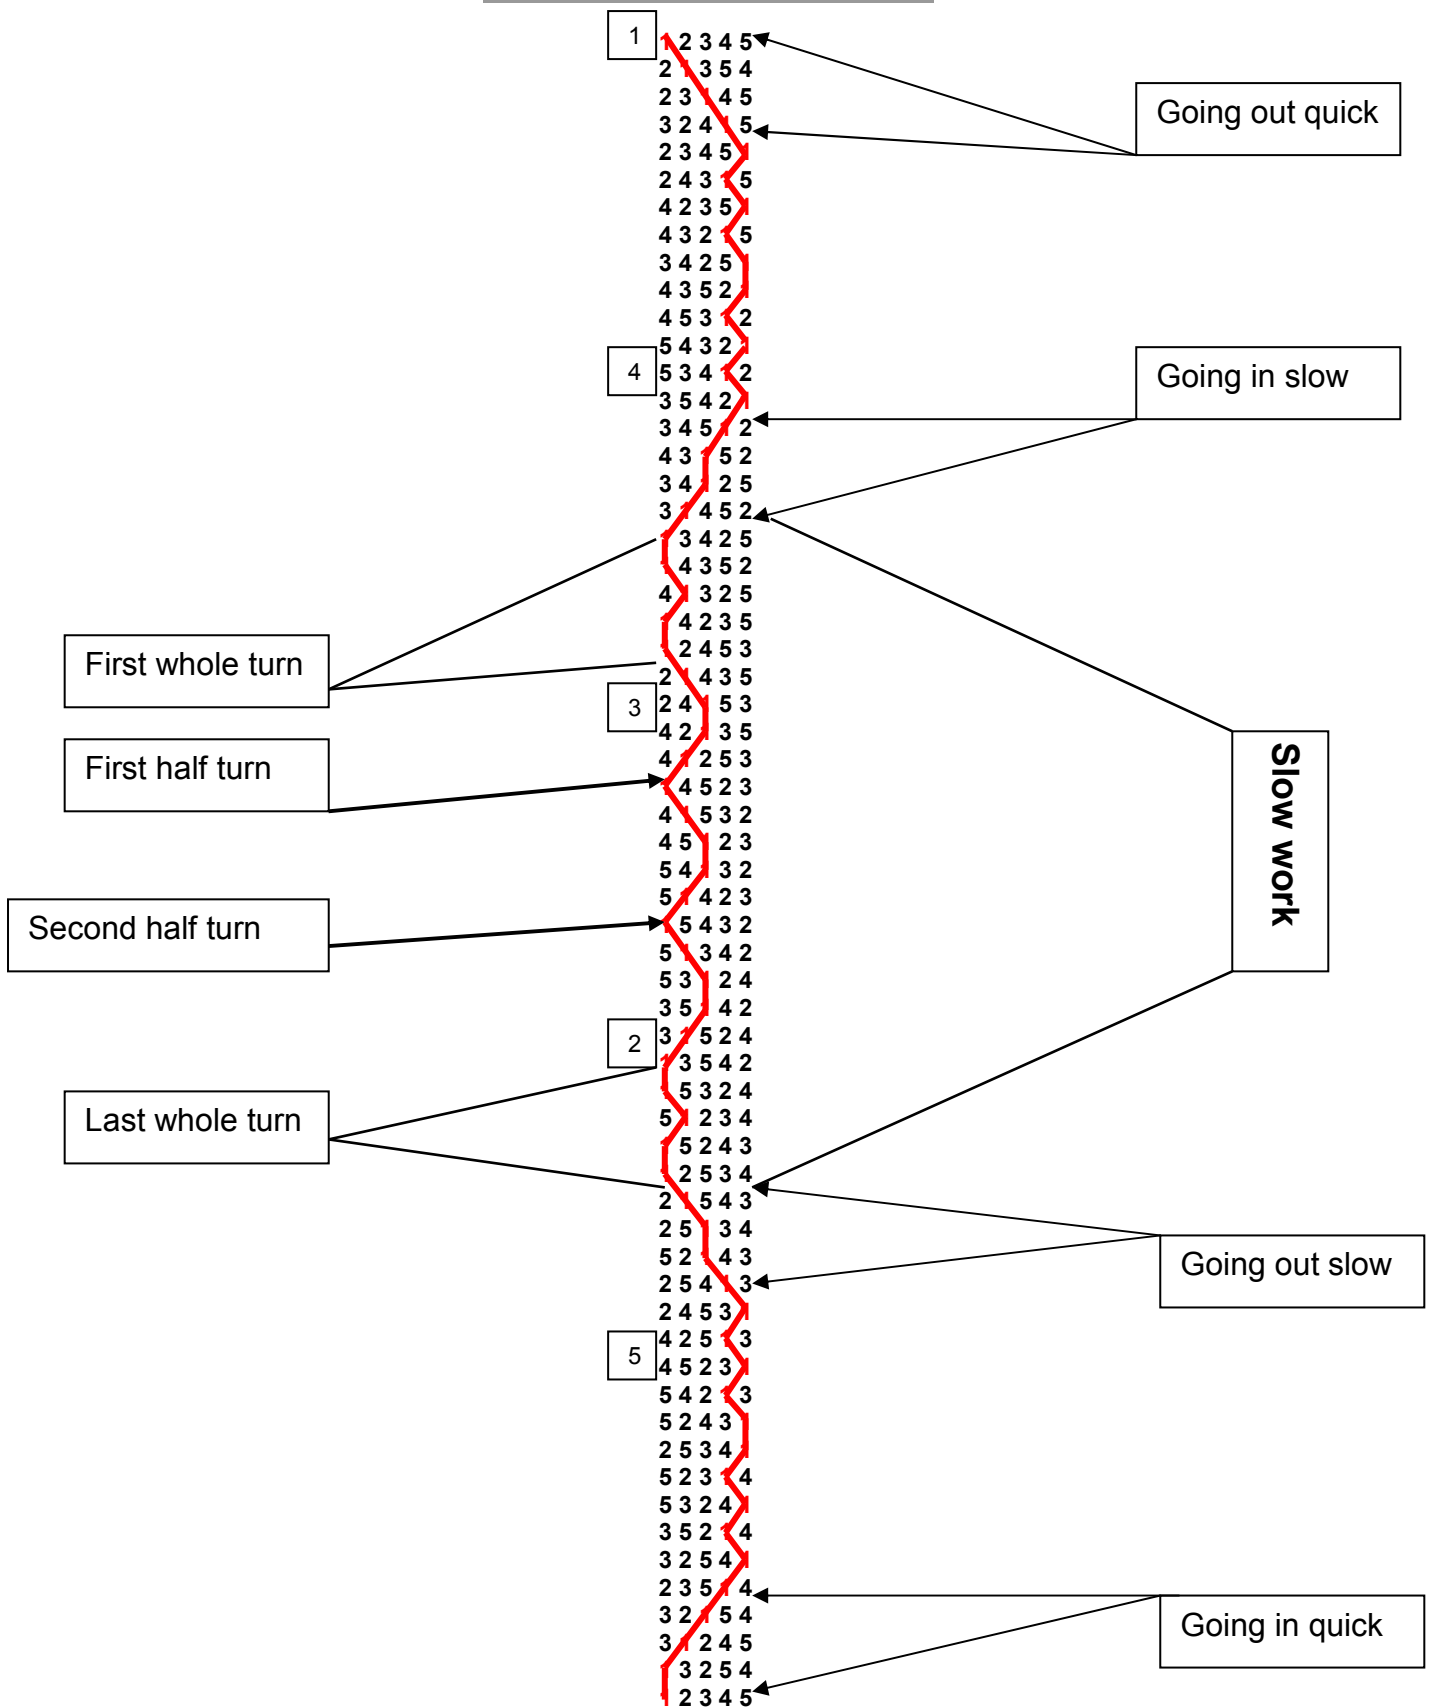 1
1 2 3 4 5
2 1 3 5 4
2 3 1 4 5
3 2 4 1 5
2 3 4 5 1
2 4 3 1 5
4 2 3 5 1
4 3 2 1 5
3 4 2 5 1
4 3 5 2 1
4 5 3 1 2
5 4 3 2 1
4
5 3 4 1 2
3 5 4 2 1
3 4 5 1 2
4 3 1 5 2
3 4 1 2 5
3 1 4 5 2
1 3 4 2 5
1 4 3 5 2
4 1 3 2 5
1 4 2 3 5
1 2 4 5 3
2 1 4 3 5
3
2 4 1 5 3
4 2 1 3 5
4 1 2 5 3
1 4 5 2 3
4 1 5 3 2
4 5 1 2 3
5 4 1 3 2
5 1 4 2 3
1 5 4 3 2
5 1 3 4 2
5 3 1 2 4
3 5 1 4 2
2
3 1 5 2 4
1 3 5 4 2
1 5 3 2 4
5 1 2 3 4
1 5 2 4 3
1 2 5 3 4
2 1 5 4 3
2 5 1 3 4
5 2 1 4 3
2 5 4 1 3
2 4 5 3 1
4 2 5 1 3
5
4 5 2 3 1
5 4 2 1 3
5 2 4 3 1
2 5 3 4 1
5 2 3 1 4
5 3 2 4 1
3 5 2 1 4
3 2 5 4 1
2 3 5 1 4
3 2 1 5 4
3 1 2 4 5
1 3 2 5 4
1 2 3 4 5
Going out quick
Going in slow
First whole turn
First half turn
Slow work
Second half turn
Last whole turn
Going out slow
Going in quick